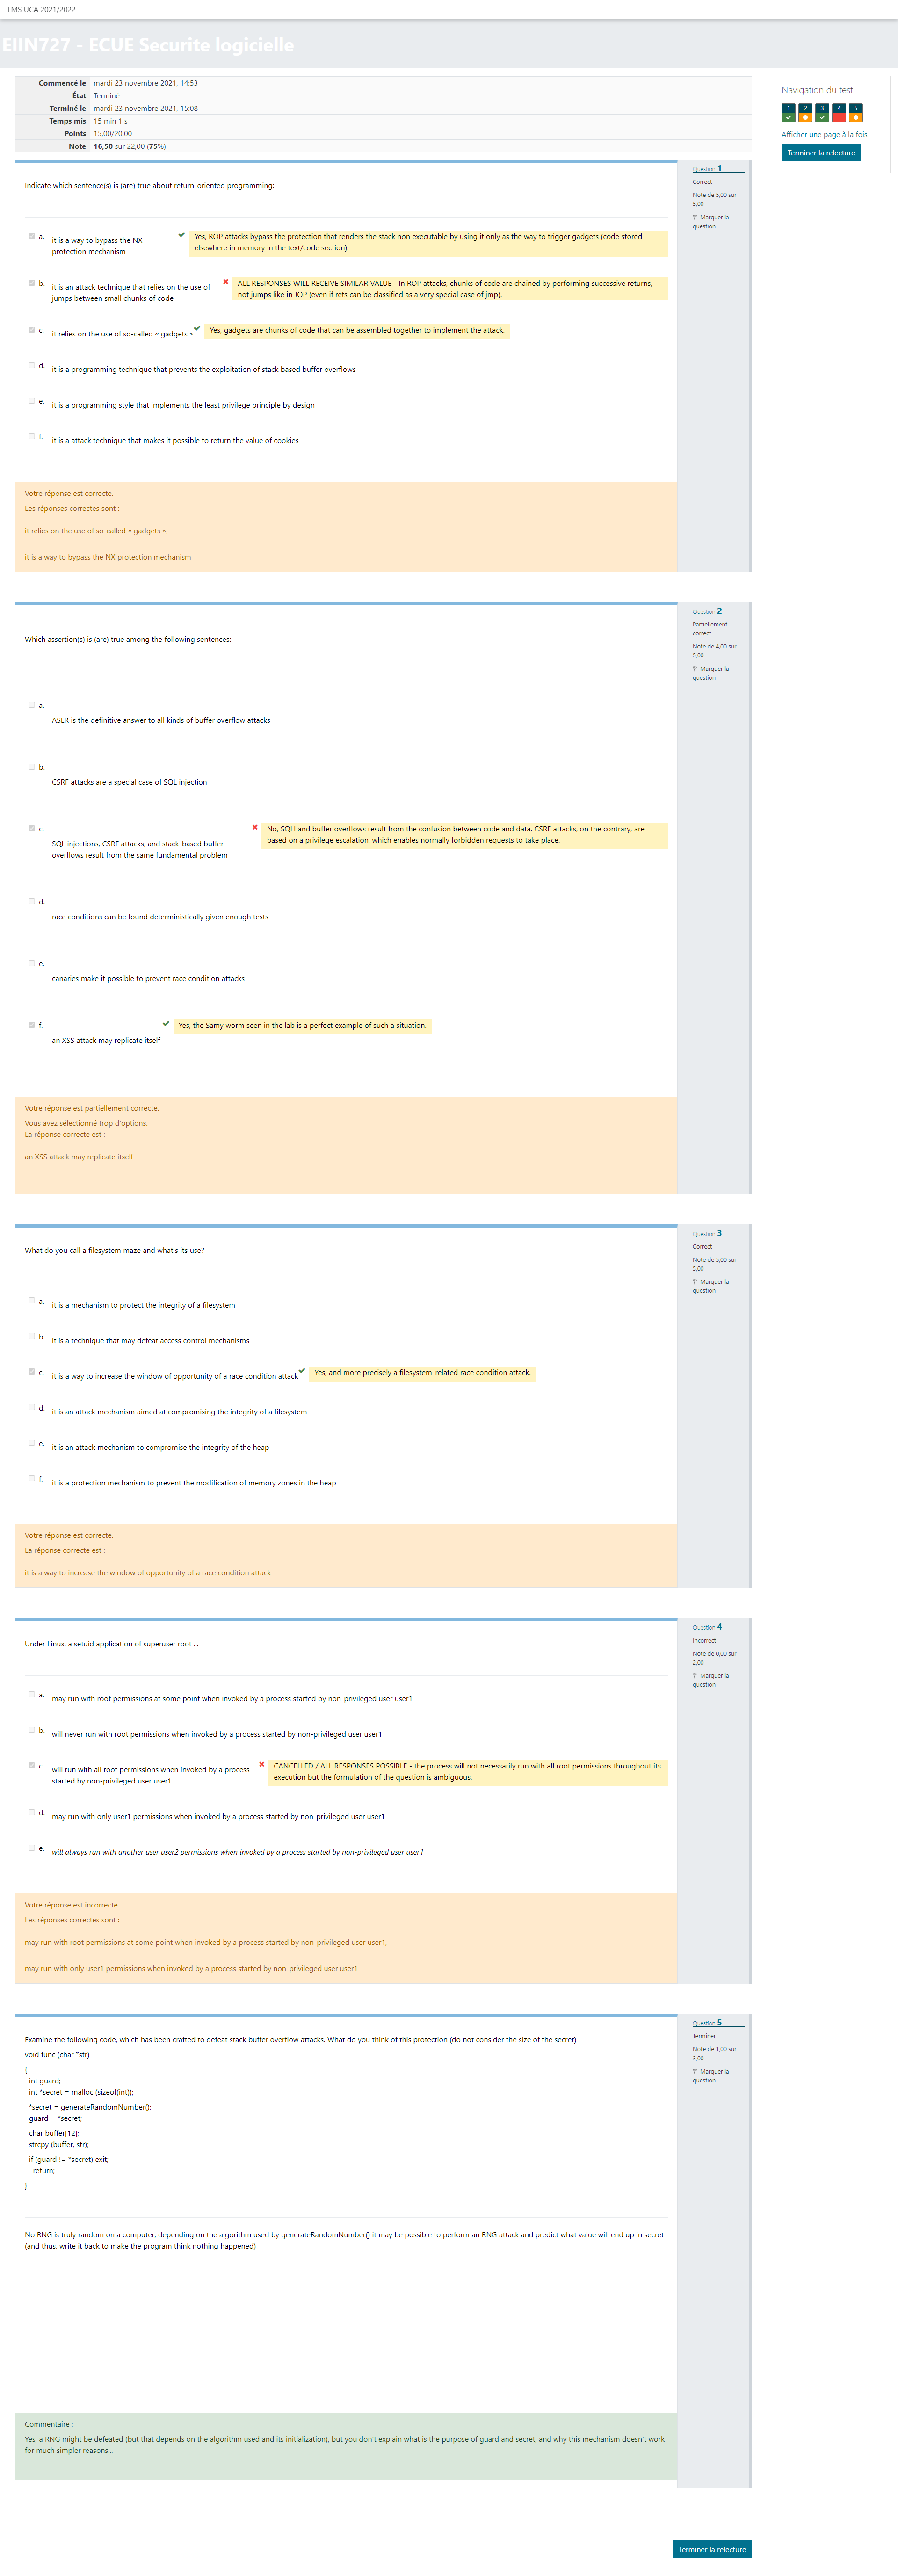 LMS UCA 2021/2022
EIIN727 - ECUE Securite logicielle
Commencé le mardi 23 novembre 2021, 14:53
État Terminé
Terminé le mardi 23 novembre 2021, 15:08
Temps mis 15 min 1 s
Points 15,00/20,00
Note 16,50 sur 22,00 (75%)
Navigation du test
1 2 3 4 5
Afficher une page à la fois
Terminer la relecture
Question 1
Correct
Note de 5,00 sur
5,00
Marquer la
question
Indicate which sentence(s) is (are) true about return-oriented programming:
a. it is a way to bypass the NX
protection mechanism
Yes, ROP attacks bypass the protection that renders the stack non executable by using it only as the way to trigger gadgets (code stored
elsewhere in memory in the text/code section).
b. it is an attack technique that relies on the use of
jumps between small chunks of code
ALL RESPONSES WILL RECEIVE SIMILAR VALUE - In ROP attacks, chunks of code are chained by performing successive returns,
not jumps like in JOP (even if rets can be classified as a very special case of jmp).
c. it relies on the use of so-called « gadgets »
Yes, gadgets are chunks of code that can be assembled together to implement the attack.
d. it is a programming technique that prevents the exploitation of stack based buffer overflows
e. it is a programming style that implements the least privilege principle by design
f. it is a attack technique that makes it possible to return the value of cookies
Votre réponse est correcte.
Les réponses correctes sont :
it relies on the use of so-called « gadgets »,
it is a way to bypass the NX protection mechanism
Question 2
Partiellement
correct
Note de 4,00 sur
5,00
Marquer la
question
Which assertion(s) is (are) true among the following sentences:
a.
ASLR is the definitive answer to all kinds of buffer overflow attacks
b.
CSRF attacks are a special case of SQL injection
c.
SQL injections, CSRF attacks, and stack-based buffer
overflows result from the same fundamental problem
No, SQLI and buffer overflows result from the confusion between code and data. CSRF attacks, on the contrary, are
based on a privilege escalation, which enables normally forbidden requests to take place.
d.
race conditions can be found deterministically given enough tests
e.
canaries make it possible to prevent race condition attacks
f.
an XSS attack may replicate itself
Yes, the Samy worm seen in the lab is a perfect example of such a situation.
Votre réponse est partiellement correcte.
Vous avez sélectionné trop d'options.
La réponse correcte est :
an XSS attack may replicate itself
Question 3
Correct
Note de 5,00 sur
5,00
Marquer la
question
What do you call a filesystem maze and what's its use?
a. it is a mechanism to protect the integrity of a filesystem
b. it is a technique that may defeat access control mechanisms
c. it is a way to increase the window of opportunity of a race condition attack
Yes, and more precisely a filesystem-related race condition attack.
d. it is an attack mechanism aimed at compromising the integrity of a filesystem
e. it is an attack mechanism to compromise the integrity of the heap
f. it is a protection mechanism to prevent the modification of memory zones in the heap
Votre réponse est correcte.
La réponse correcte est :
it is a way to increase the window of opportunity of a race condition attack
Question 4
Incorrect
Note de 0,00 sur
2,00
Marquer la
question
Under Linux, a setuid application of superuser root ...
a. may run with root permissions at some point when invoked by a process started by non-privileged user user1
b. will never run with root permissions when invoked by a process started by non-privileged user user1
c. will run with all root permissions when invoked by a process
started by non-privileged user user1
CANCELLED / ALL RESPONSES POSSIBLE - the process will not necessarily run with all root permissions throughout its
execution but the formulation of the question is ambiguous.
d. may run with only user1 permissions when invoked by a process started by non-privileged user user1
e. will always run with another user user2 permissions when invoked by a process started by non-privileged user user1
Votre réponse est incorrecte.
Les réponses correctes sont :
may run with root permissions at some point when invoked by a process started by non-privileged user user1,
may run with only user1 permissions when invoked by a process started by non-privileged user user1
Question 5
Terminer
Note de 1,00 sur
3,00
Marquer la
question
Examine the following code, which has been crafted to defeat stack buffer overflow attacks. What do you think of this protection (do not consider the size of the secret)
void func (char *str)
{
int guard;
int *secret = malloc (sizeof(int));
*secret = generateRandomNumber();
guard = *secret;
char buffer[12];
strcpy (buffer, str);
if (guard != *secret) exit;
return;
}
No RNG is truly random on a computer, depending on the algorithm used by generateRandomNumber() it may be possible to perform an RNG attack and predict what value will end up in secret
(and thus, write it back to make the program think nothing happened)
Commentaire :
Yes, a RNG might be defeated (but that depends on the algorithm used and its initialization), but you don't explain what is the purpose of guard and secret, and why this mechanism doesn't work
for much simpler reasons...
Terminer la relecture